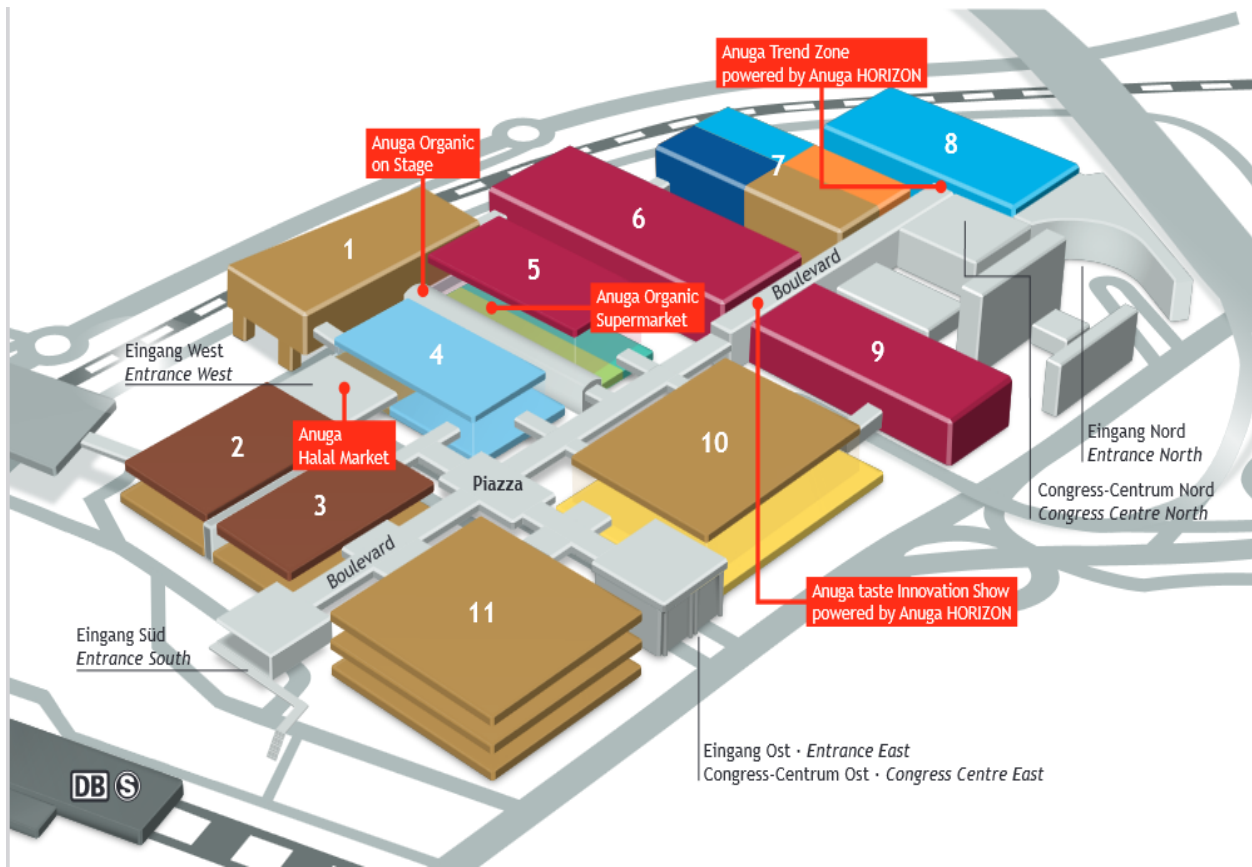 Anuga Trend Zone
powered by Anuga HORIZON
8
Anuga Organic
on Stage
7
6
1
5
Boulevard
Anuga Organic
Supermarket
Eingang West
Entrance West
4
9
2
Anuga
Halal Market
10
Eingang Nord
Entrance North
3
Piazza
Congress-Centrum Nord
Congress Centre North
Boulevard
Anuga taste Innovation Show
powered by Anuga HORIZON
11
Eingang Süd
Entrance South
Eingang Ost · Entrance East
Congress-Centrum Ost · Congress Centre East
DB S